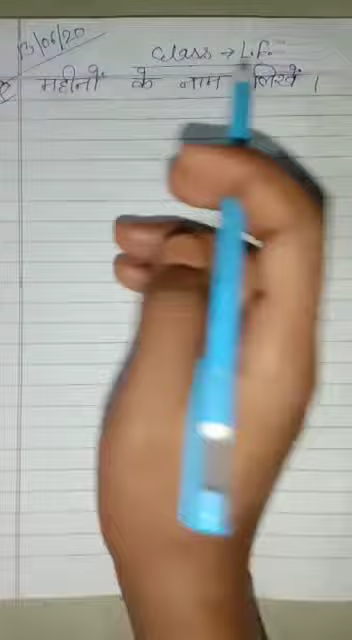 13/06/20
Class → L.F.
महीनों के नाम लिखें ।